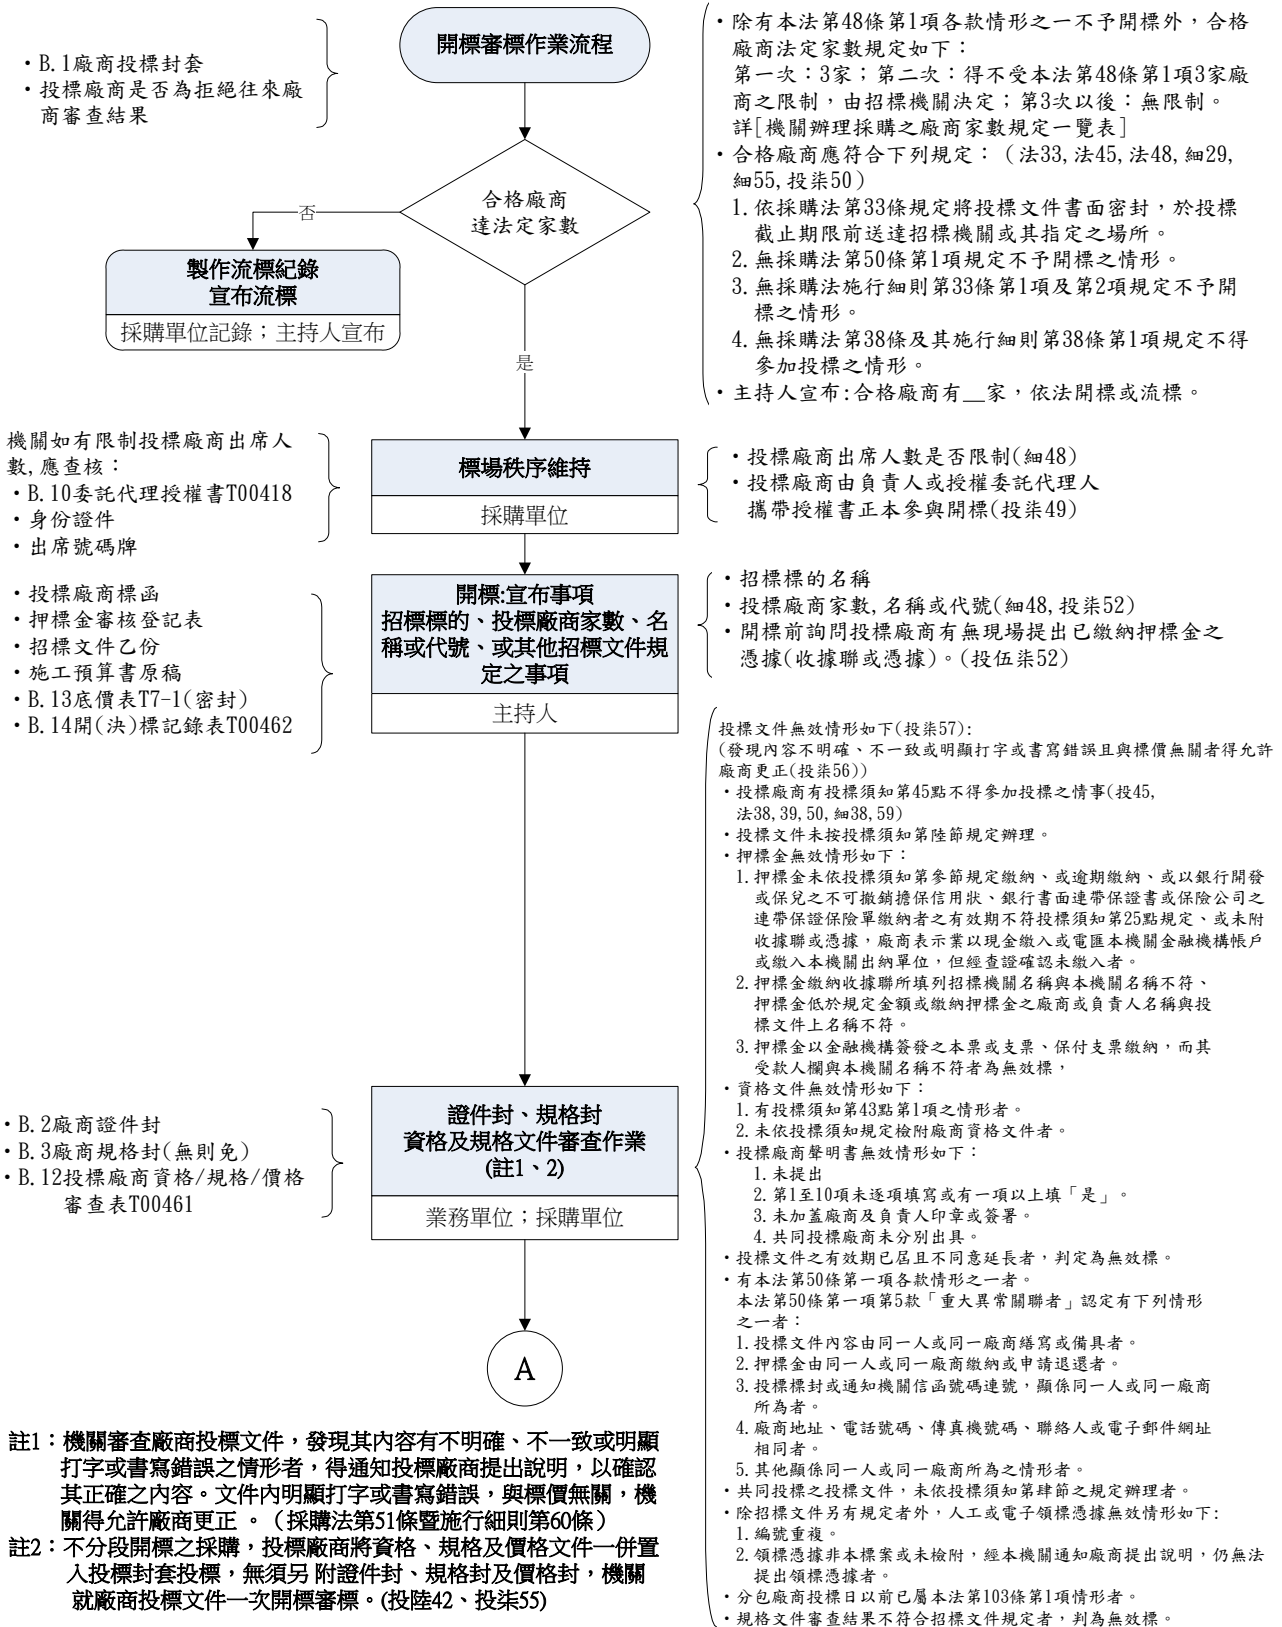 開標審標作業流程
・B.1廠商投標封套
・投標廠商是否為拒絕往來廠
商審查結果
・除有本法第48條第1項各款情形之一不予開標外，合格
廠商法定家數規定如下：
第一次：3家；第二次：得不受本法第48條第1項3家廠
商之限制，由招標機關決定；第3次以後：無限制。
詳[機關辦理採購之廠商家數規定一覽表]
・合格廠商應符合下列規定：（法33,法45,法48,細29,
細55,投柒50）
1.依採購法第33條規定將投標文件書面密封，於投標
截止期限前送達招標機關或其指定之場所。
2.無採購法第50條第1項規定不予開標之情形。
3.無採購法施行細則第33條第1項及第2項規定不予開
標之情形。
4.無採購法第38條及其施行細則第38條第1項規定不得
參加投標之情形。
・主持人宣布:合格廠商有__家，依法開標或流標。
合格廠商
達法定家數
否
製作流標紀錄
宣布流標
採購單位記錄；主持人宣布
是
機關如有限制投標廠商出席人
數,應查核：
・B.10委託代理授權書T00418
・身份證件
・出席號碼牌
標場秩序維持
採購單位
・投標廠商出席人數是否限制(細48)
・投標廠商由負責人或授權委託代理人
攜帶授權書正本參與開標(投柒49)
・投標廠商標函
・押標金審核登記表
・招標文件乙份
・施工預算書原稿
・B.13底價表T7-1(密封)
・B.14開(決)標記錄表T00462
開標:宣布事項
招標標的、投標廠商家數、名
稱或代號、或其他招標文件規
定之事項
主持人
・招標標的名稱
・投標廠商家數,名稱或代號(細48,投柒52)
・開標前詢問投標廠商有無現場提出已繳納押標金之
憑據(收據聯或憑據)。(投伍柒52)
投標文件無效情形如下(投柒57):
(發現內容不明確、不一致或明顯打字或書寫錯誤且與標價無關者得允許
廠商更正(投柒56))
・投標廠商有投標須知第45點不得參加投標之情事(投45,
法38,39,50,細38,59)
・投標文件未按投標須知第陸節規定辦理。
・押標金無效情形如下：
1.押標金未依投標須知第參節規定繳納、或逾期繳納、或以銀行開發
或保兌之不可撤銷擔保信用狀、銀行書面連帶保證書或保險公司之
連帶保證保險單繳納者之有效期不符投標須知第25點規定、或未附
收據聯或憑據，廠商表示業以現金繳入或電匯本機關金融機構帳戶
或繳入本機關出納單位，但經查證確認未繳入者。
2.押標金繳納收據聯所填列招標機關名稱與本機關名稱不符、
押標金低於規定金額或繳納押標金之廠商或負責人名稱與投
標文件上名稱不符。
3.押標金以金融機構簽發之本票或支票、保付支票繳納，而其
受款人欄與本機關名稱不符者為無效標，
・資格文件無效情形如下：
1.有投標須知第43點第1項之情形者。
2.未依投標須知規定檢附廠商資格文件者。
・投標廠商聲明書無效情形如下：
1.未提出
2.第1至10項未逐項填寫或有一項以上填「是」。
3.未加蓋廠商及負責人印章或簽署。
4.共同投標廠商未分別出具。
・投標文件之有效期已屆且不同意延長者，判定為無效標。
・有本法第50條第一項各款情形之一者。
本法第50條第一項第5款「重大異常關聯者」認定有下列情形
之一者：
1.投標文件內容由同一人或同一廠商繕寫或備具者。
2.押標金由同一人或同一廠商繳納或申請退還者。
3.投標標封或通知機關信函號碼連號，顯係同一人或同一廠商
所為者。
4.廠商地址、電話號碼、傳真機號碼、聯絡人或電子郵件網址
相同者。
5.其他顯係同一人或同一廠商所為之情形者。
・共同投標之投標文件，未依投標須知第肆節之規定辦理者。
・除招標文件另有規定者外，人工或電子領標憑據無效情形如下:
1.編號重複。
2.領標憑據非本標案或未檢附，經本機關通知廠商提出說明，仍無法
提出領標憑據者。
・分包廠商投標日以前已屬本法第103條第1項情形者。
・規格文件審查結果不符合招標文件規定者，判為無效標。
・B.2廠商證件封
・B.3廠商規格封(無則免)
・B.12投標廠商資格/規格/價格
審查表T00461
證件封、規格封
資格及規格文件審查作業
(註1、2)
業務單位；採購單位
A
註1：機關審查廠商投標文件，發現其內容有不明確、不一致或明顯
打字或書寫錯誤之情形者，得通知投標廠商提出說明，以確認
其正確之內容。文件內明顯打字或書寫錯誤，與標價無關，機
關得允許廠商更正 。（採購法第51條暨施行細則第60條）
註2：不分段開標之採購，投標廠商將資格、規格及價格文件一併置
入投標封套投標，無須另 附證件封、規格封及價格封，機關
就廠商投標文件一次開標審標。(投陸42、投柒55)